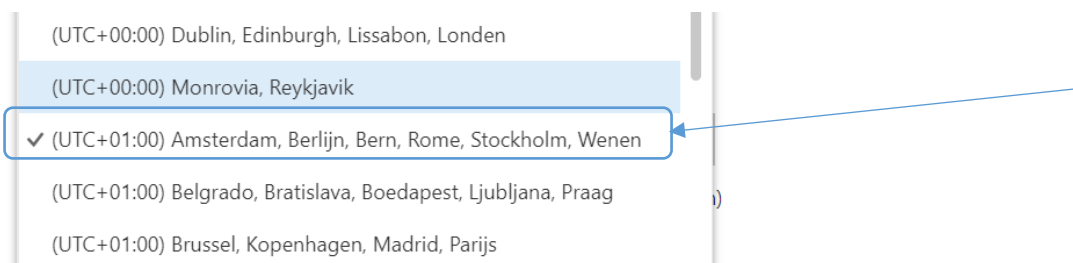 (UTC+00:00) Dublin, Edinburgh, Lissabon, Londen
(UTC+00:00) Monrovia, Reykjavik
(UTC+01:00) Amsterdam, Berlijn, Bern, Rome, Stockholm, Wenen
(UTC+01:00) Belgrado, Bratislava, Boedapest, Ljubljana, Praag
(UTC+01:00) Brussel, Kopenhagen, Madrid, Parijs